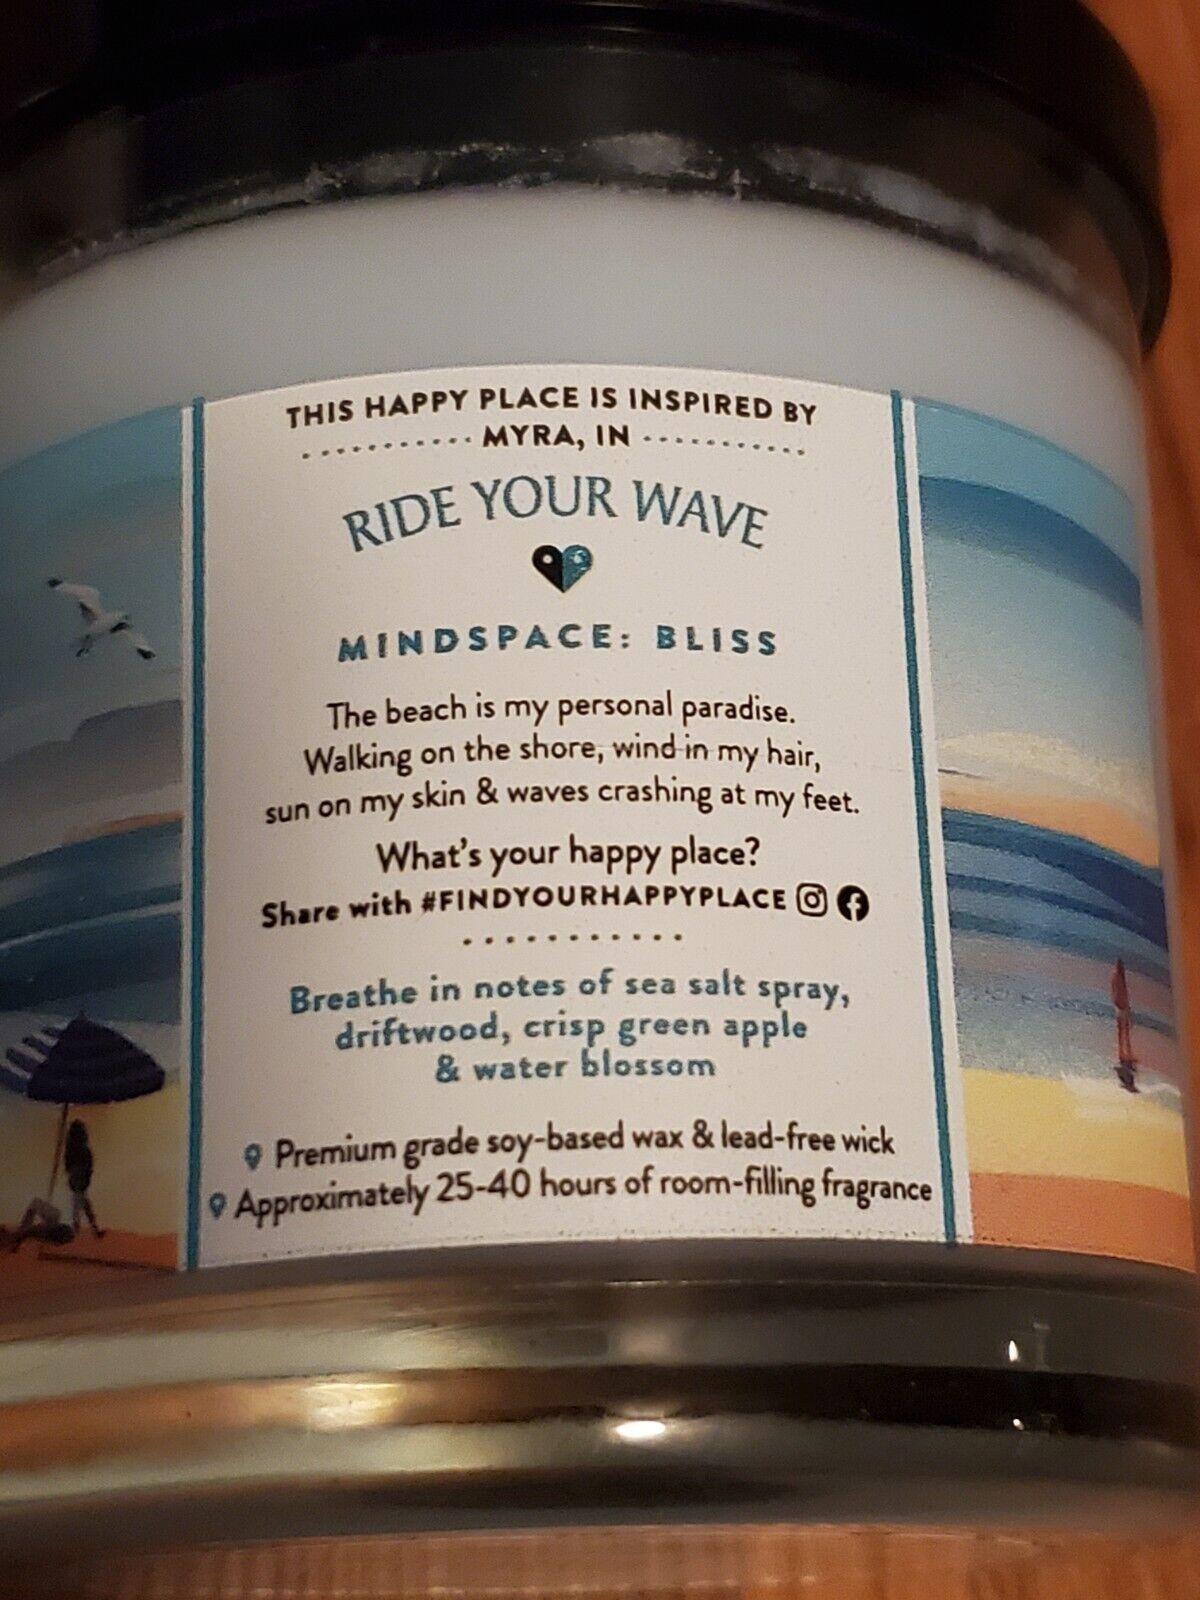 THIS HAPPY PLACE IS INSPIRED BY
MYRA, IN
RIDE YOUR WAVE
MINDSPACE: BLISS
The beach is my personal paradise.
Walking on the shore, wind in my hair,
sun on my skin & waves crashing at my feet.
What's your happy place?
Share with #FINDYOURHAPPYPLACE
Breathe in notes of sea salt spray,
driftwood, crisp green apple
& water blossom
Premium grade soy-based wax & lead-free wick
Approximately 25-40 hours of room-filling fragrance